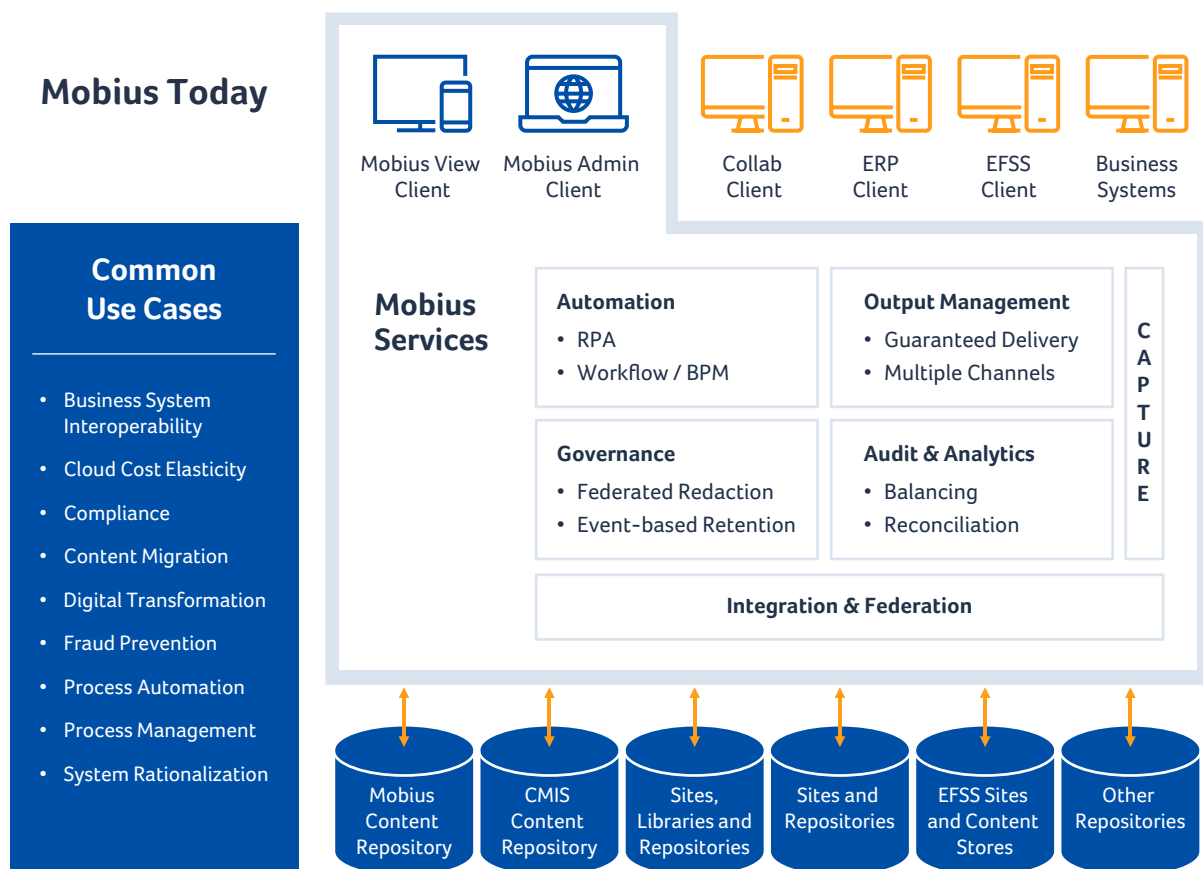 Mobius Today
Mobius View
Client
Mobius Admin
Client
Collab
Client
ERP
Client
EFSS
Client
Business
Systems
Common
Use Cases
• Business System
Interoperability
• Cloud Cost Elasticity
• Compliance
• Content Migration
• Digital Transformation
• Fraud Prevention
• Process Automation
• Process Management
• System Rationalization
Mobius
Services
Automation
• RPA
• Workflow / BPM
Output Management
• Guaranteed Delivery
• Multiple Channels
Governance
• Federated Redaction
• Event-based Retention
Audit & Analytics
• Balancing
• Reconciliation
C
A
P
T
U
R
E
Integration & Federation
Mobius
Content
Repository
CMIS
Content
Repository
Sites,
Libraries and
Repositories
Sites and
Repositories
EFSS Sites
and Content
Stores
Other
Repositories